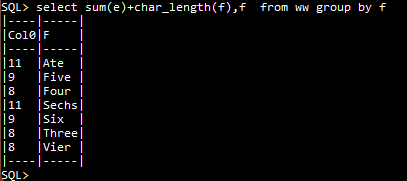 SQL> select sum(e)+char_length(f),f  from ww group by f
|----|-----|
|Col0|F    |
|----|-----|
|11  |Ate  |
|9   |Five |
|8   |Four |
|11  |Sechs|
|9   |Six  |
|8   |Three|
|8   |Vier |
|----|-----|
SQL>